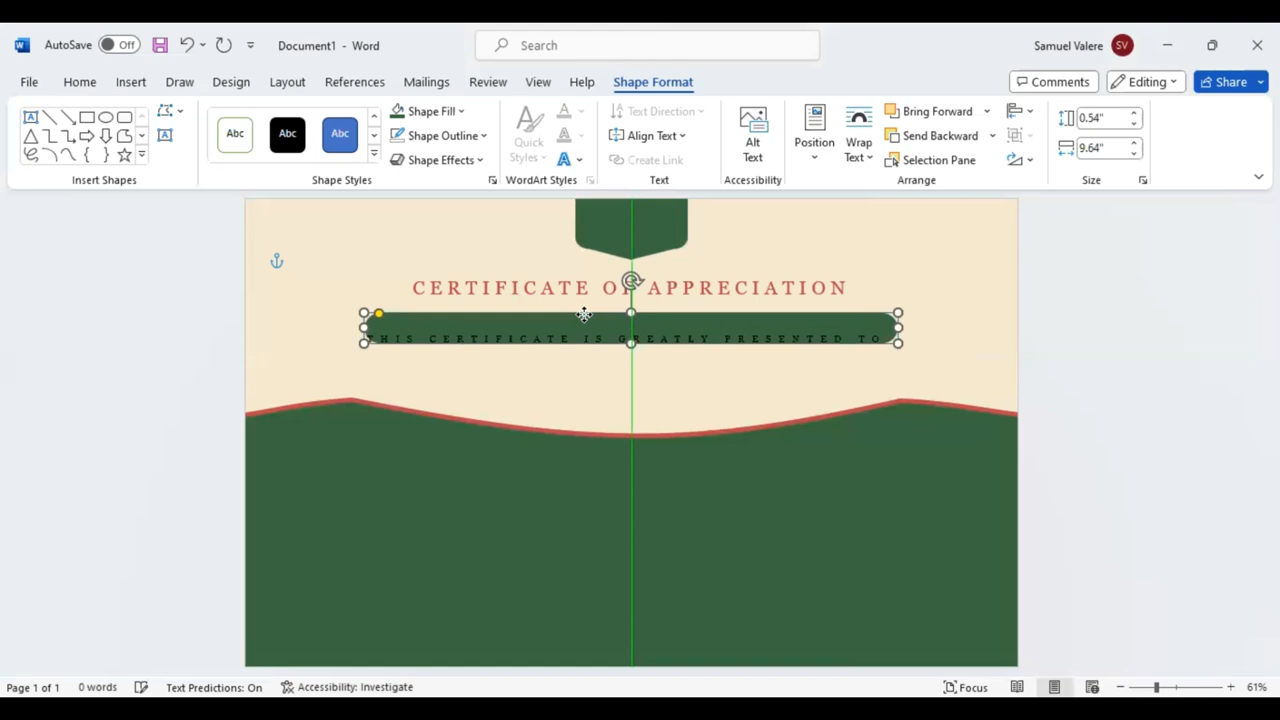 AutoSave Off Document1 - Word Search Samuel Valere SV
File Home Insert Draw Design Layout References Mailings Review View Help Shape Format Comments Editing Share
Abc Abc Abc
Shape Fill
Shape Outline
Shape Effects
Quick Styles
Text Direction
Align Text
Create Link
Alt Text
Position
Wrap Text
Bring Forward
Send Backward
Selection Pane
0.54"
9.64"
Insert Shapes Shape Styles WordArt Styles Text Accessibility Arrange Size
CERTIFICATE OF APPRECIATION
THIS CERTIFICATE IS GREATLY PRESENTED TO
Page 1 of 1 0 words Text Predictions: On Accessibility: Investigate Focus 61%